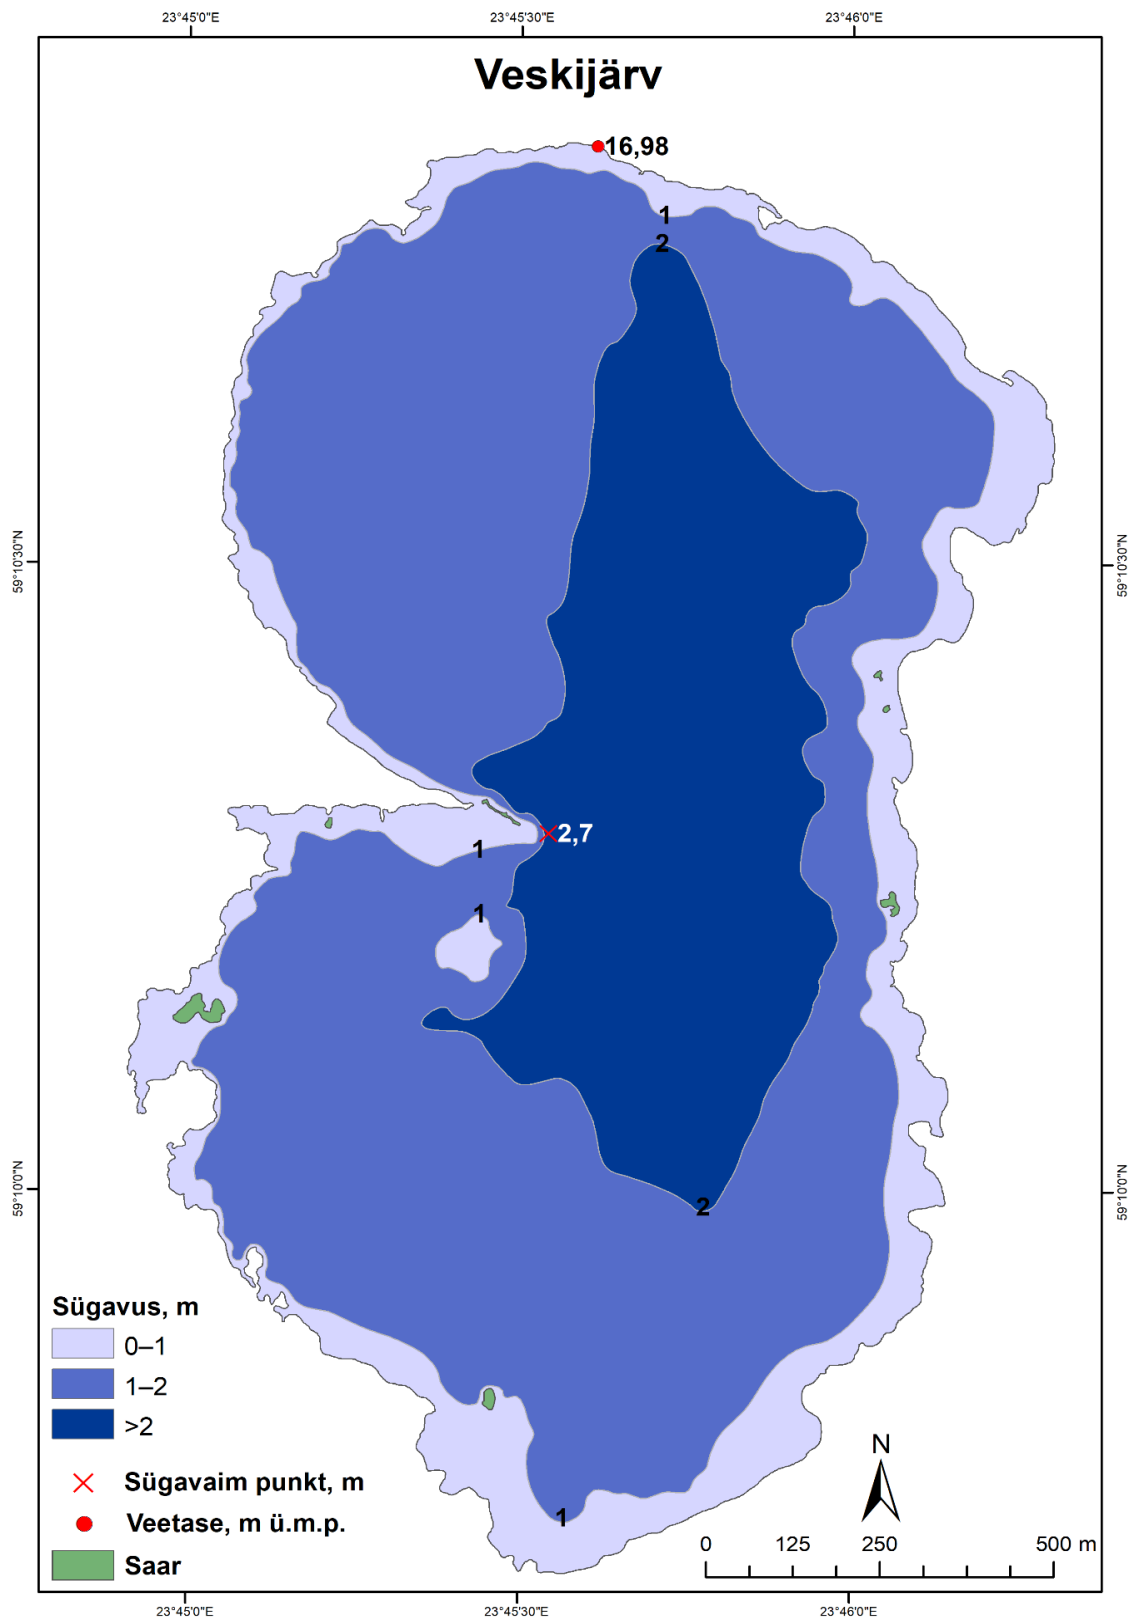 23°45'0"E
23°45'30"E
23°46'0"E
Veskijärv
16,98
1
2
59°10'30"N
59°10'30"N
2,7
1
1
59°10'0"N
59°10'0"N
2
Sügavus, m
0–1
1–2
>2
Sügavaim punkt, m
Veetase, m ü.m.p.
Saar
1
N
0 125 250 500 m
23°45'0"E
23°45'30"E
23°46'0"E